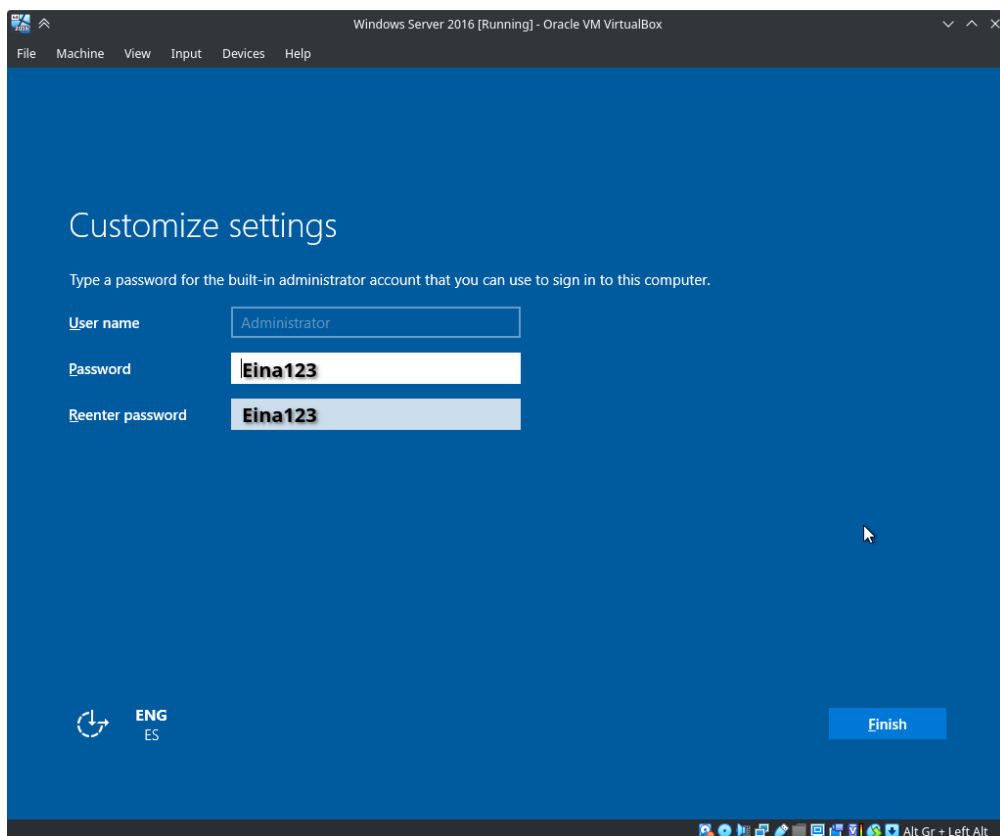 Windows Server 2016 [Running] - Oracle VM VirtualBox
File Machine View Input Devices Help
Customize settings
Type a password for the built-in administrator account that you can use to sign in to this computer.
User name Administrator
Password Eina123
Reenter password Eina123
ENG
ES
Finish
Alt Gr + Left Alt